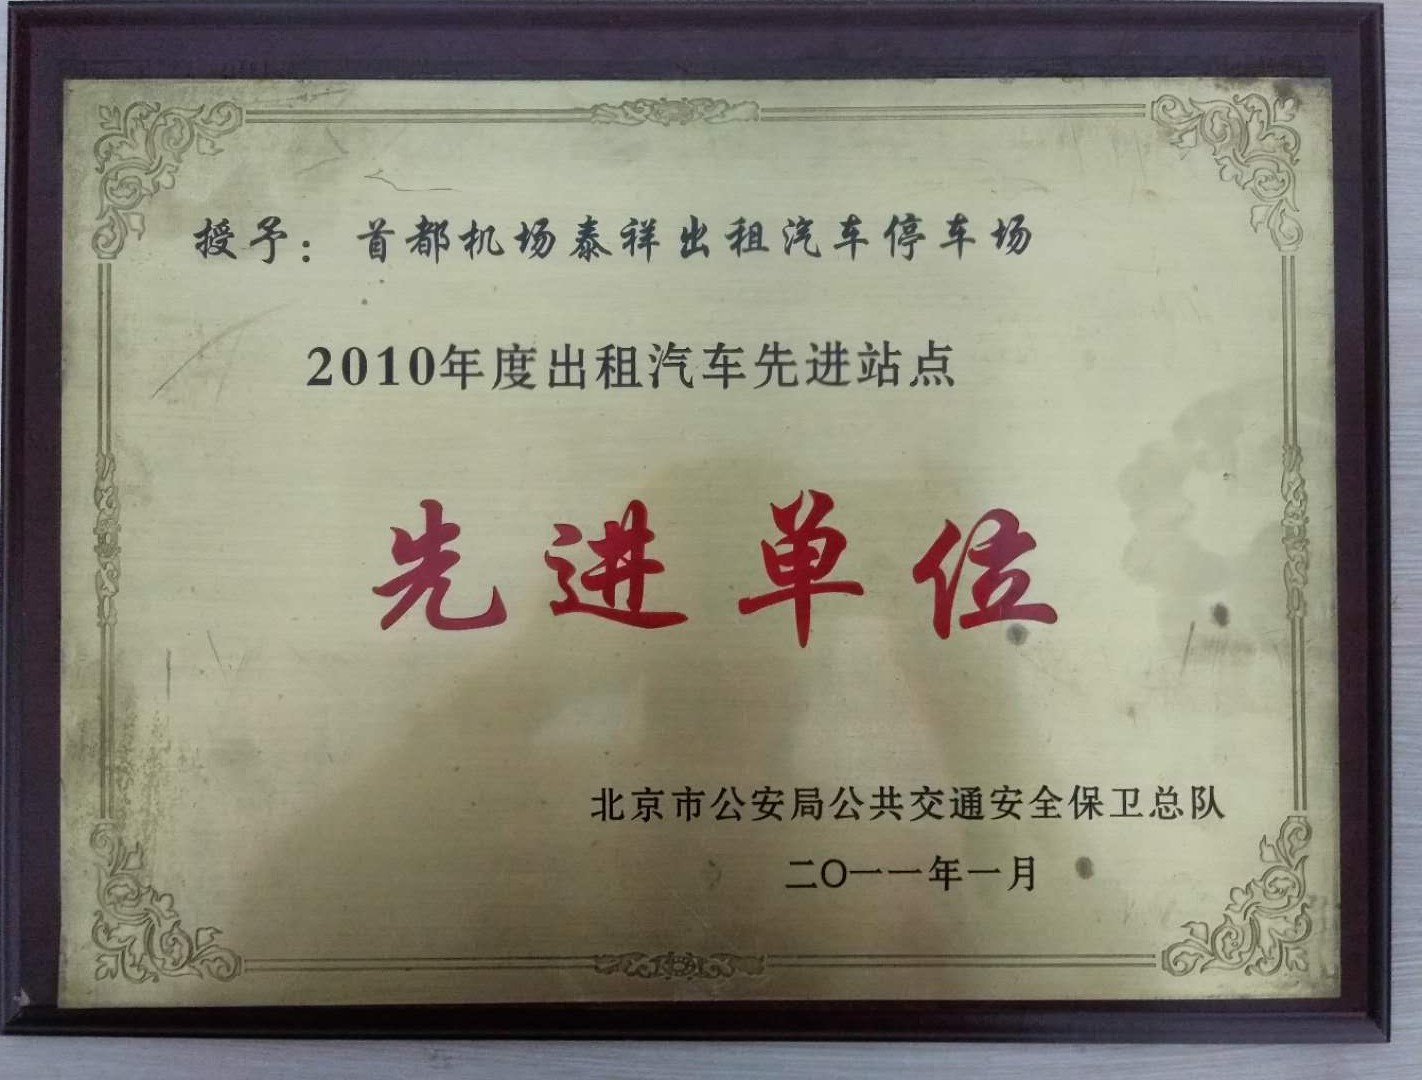 授予：首都机场泰祥出租汽车停车场
2010年度出租汽车先进站点
先进单位
北京市公安局公共交通安全保卫总队
二〇一一年一月